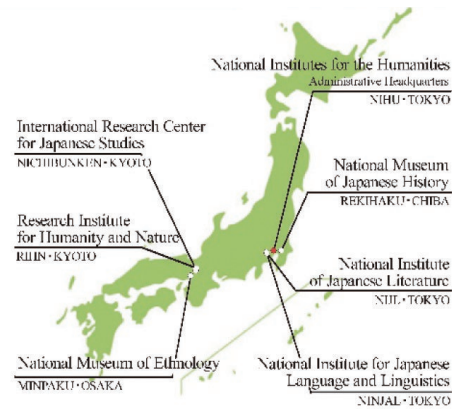 National Institutes for the Humanities
Administrative Headquarters
NIHU・TOKYO
International Research Center
for Japanese Studies
NICHIBUNKEN・KYOTO
National Museum
of Japanese History
REKIHAKU・CHIBA
Research Institute
for Humanity and Nature
RIHN・KYOTO
National Institute
of Japanese Literature
NIJL・TOKYO
National Museum of Ethnology
MINPAKU・OSAKA
National Institute for Japanese
Language and Linguistics
NINJAL・TOKYO